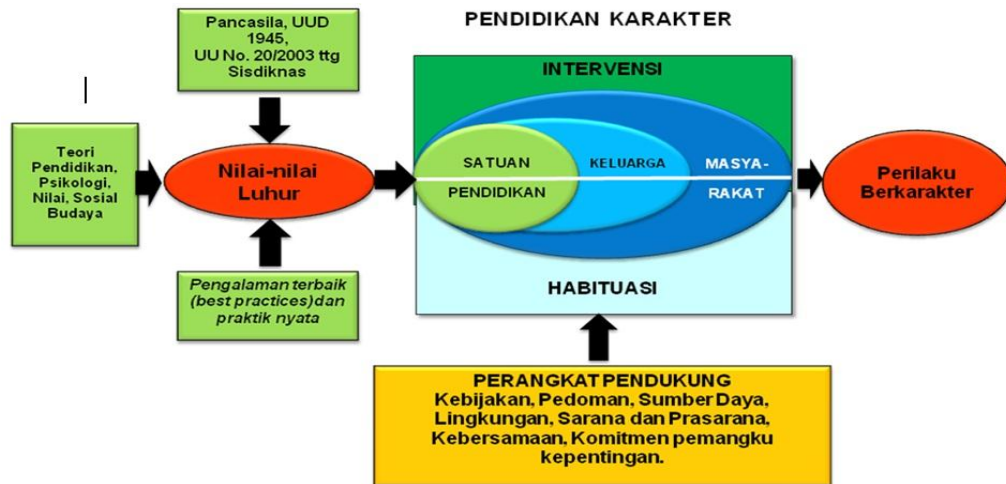 PENDIDIKAN KARAKTER
Pancasila, UUD
1945,
UU No. 20/2003 ttg
Sisdiknas
INTERVENSI
Teori
Pendidikan,
Psikologi,
Nilai, Sosial
Budaya
Nilai-nilai
Luhur
SATUAN
PENDIDIKAN
KELUARGA
MASYA-
RAKAT
Perilaku
Berkarakter
Pengalaman terbaik
(best practices)dan
praktik nyata
HABITUASI
PERANGKAT PENDUKUNG
Kebijakan, Pedoman, Sumber Daya,
Lingkungan, Sarana dan Prasarana,
Kebersamaan, Komitmen pemangku
kepentingan.